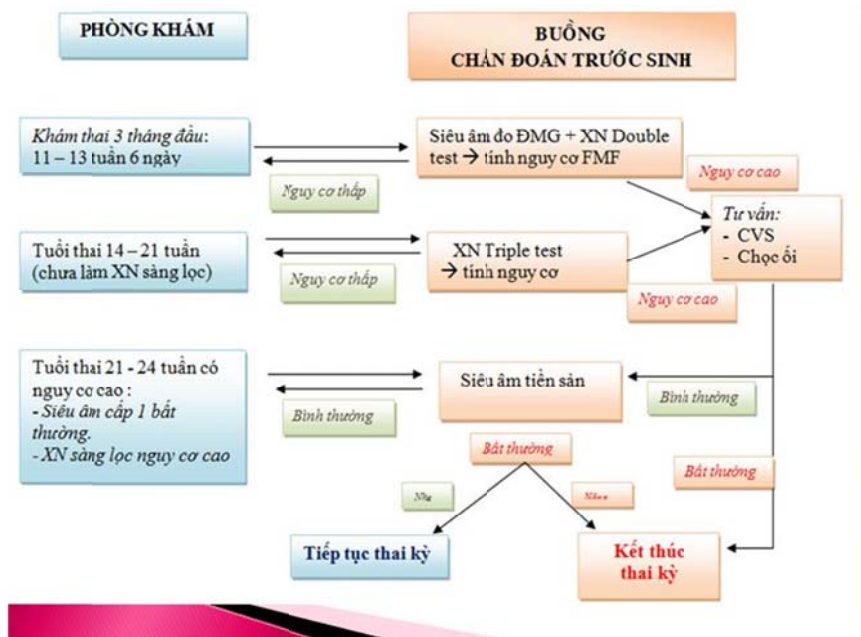 PHÒNG KHÁM
BUỒNG
CHẨN ĐOÁN TRƯỚC SINH
Khám thai 3 tháng đầu:
11 – 13 tuần 6 ngày
Siêu âm đo ĐMG + XN Double
test → tính nguy cơ FMF
Nguy cơ thấp
Nguy cơ cao
Tư vấn:
- CVS
- Chọc ối
Tuổi thai 14 – 21 tuần
(chưa làm XN sàng lọc)
XN Triple test
→ tính nguy cơ
Nguy cơ thấp
Nguy cơ cao
Tuổi thai 21 - 24 tuần có
nguy cơ cao :
- Siêu âm cấp 1 bất
thường.
- XN sàng lọc nguy cơ cao
Siêu âm tiền sản
Bình thường
Bình thường
Bất thường
Bất thường
Nhẹ
Tiếp tục thai kỳ
Kết thúc
thai kỳ